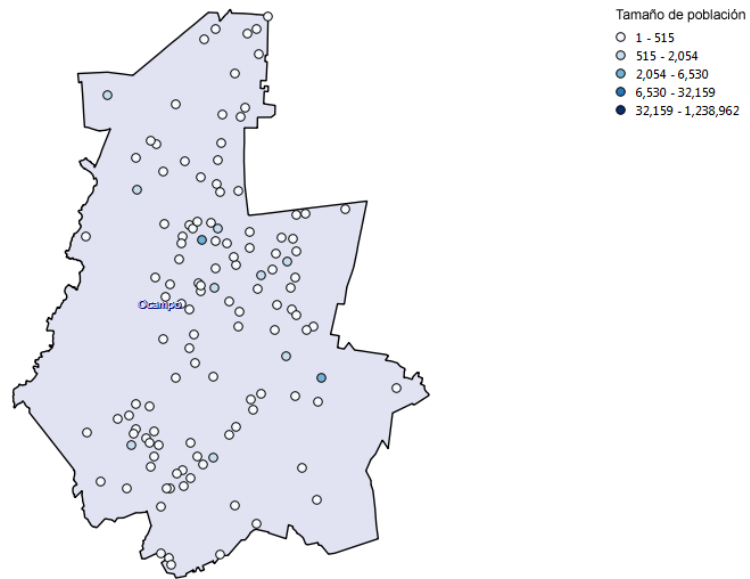 Tamaño de población
1 - 515
515 - 2,054
2,054 - 6,530
6,530 - 32,159
32,159 - 1,238,962
Ocampo